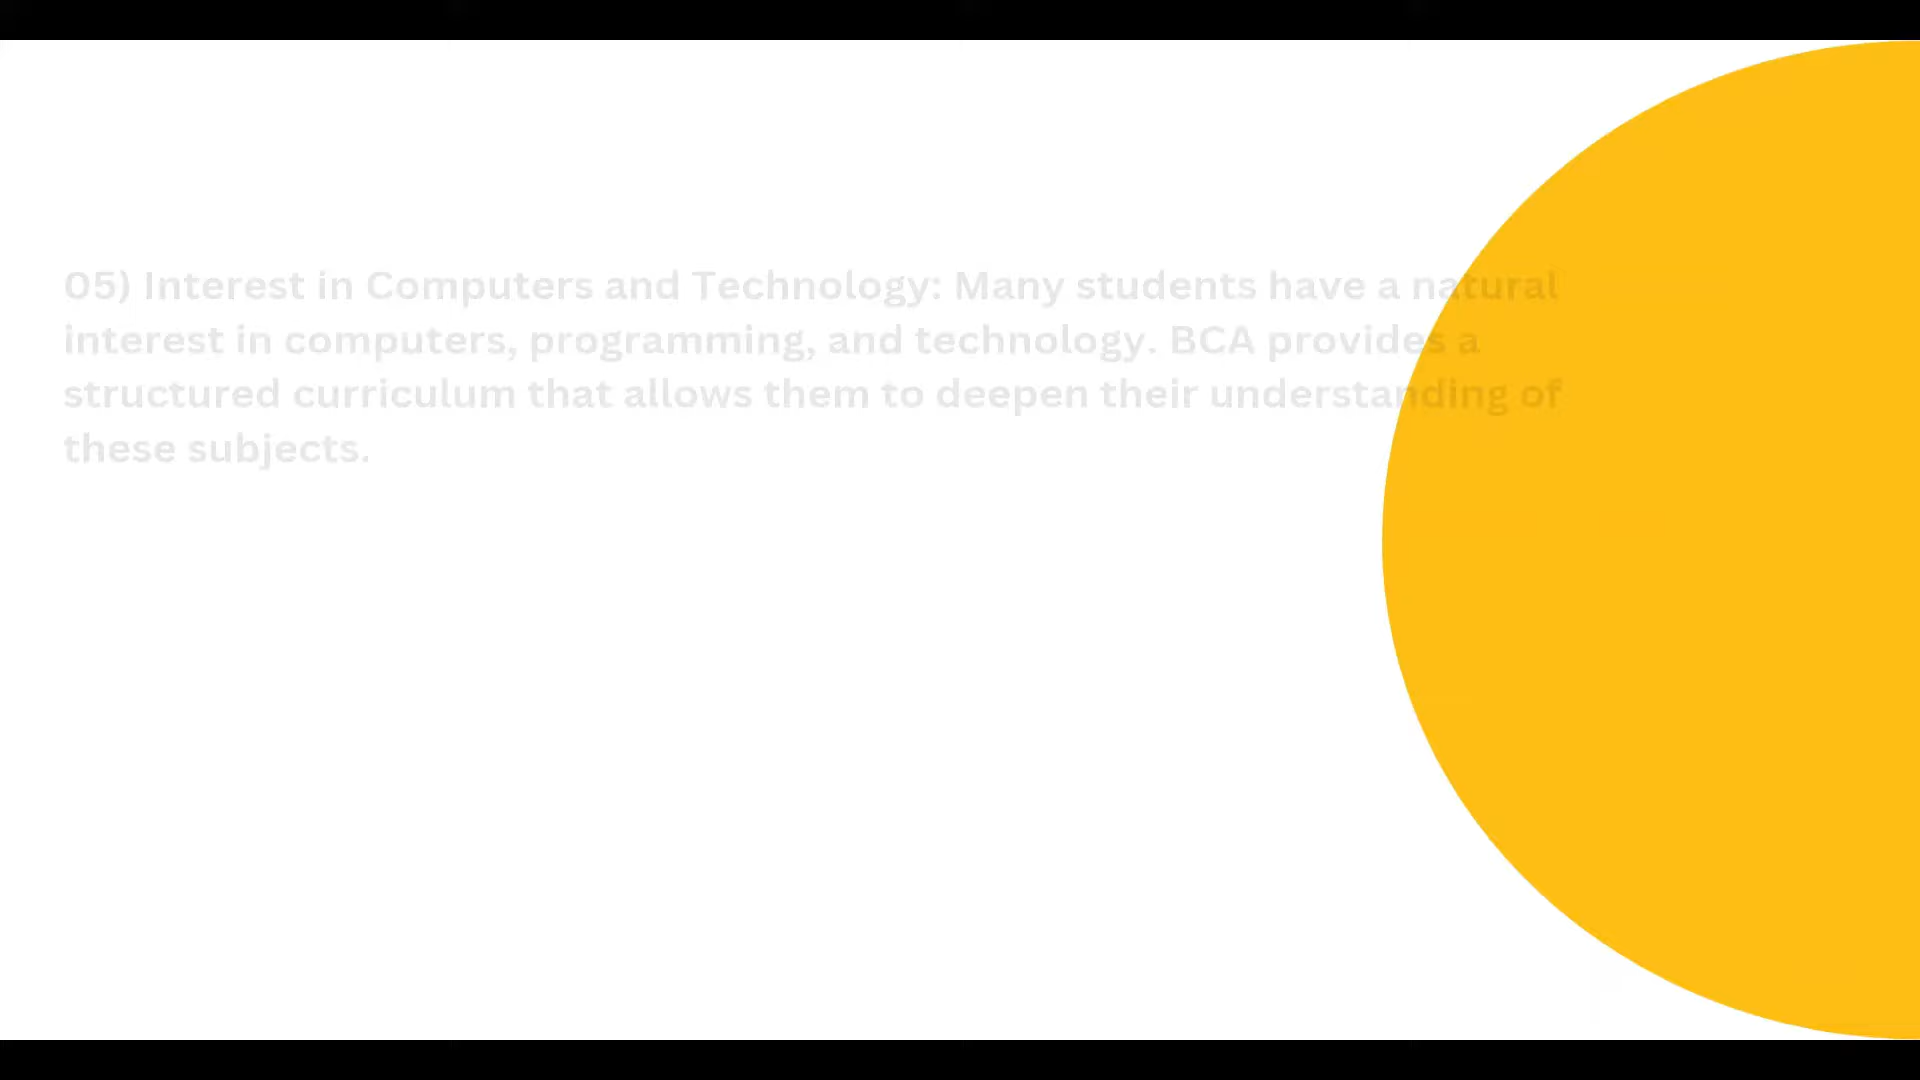 05) Interest in Computers and Technology: Many students have a natural
interest in computers, programming, and technology. BCA provides a
structured curriculum that allows them to deepen their understanding of
these subjects.